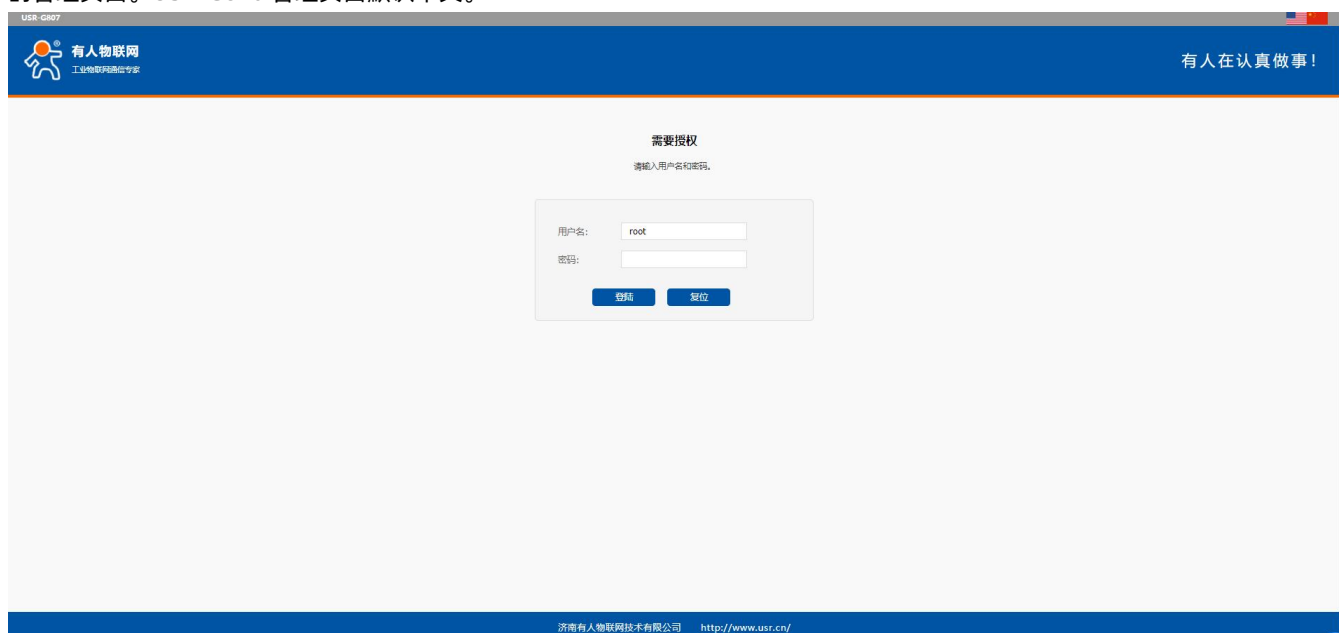 USR-G807
有人物联网
工业物联网通信专家
有人在认真做事!
需要授权
请输入用户名和密码。
用户名: root
密码:
登陆 复位
济南有人物联网技术有限公司 http://www.usr.cn/